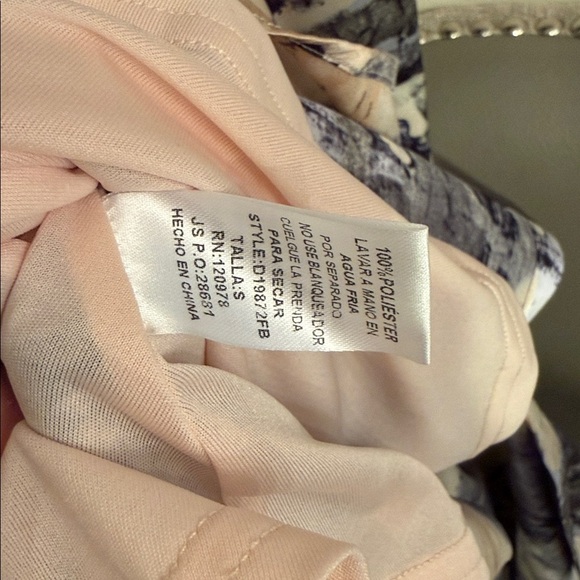 100% POLIÉSTER
LAVAR A MANO EN
AGUA FRIA
POR SEPARADO
NO USE BLANQUEADOR
CUELGUE LA PRENDA
PARA SECAR
STYLE:D19872FB
TALLA:S
RN:120978
JS P.O:28681
HECHO EN CHINA